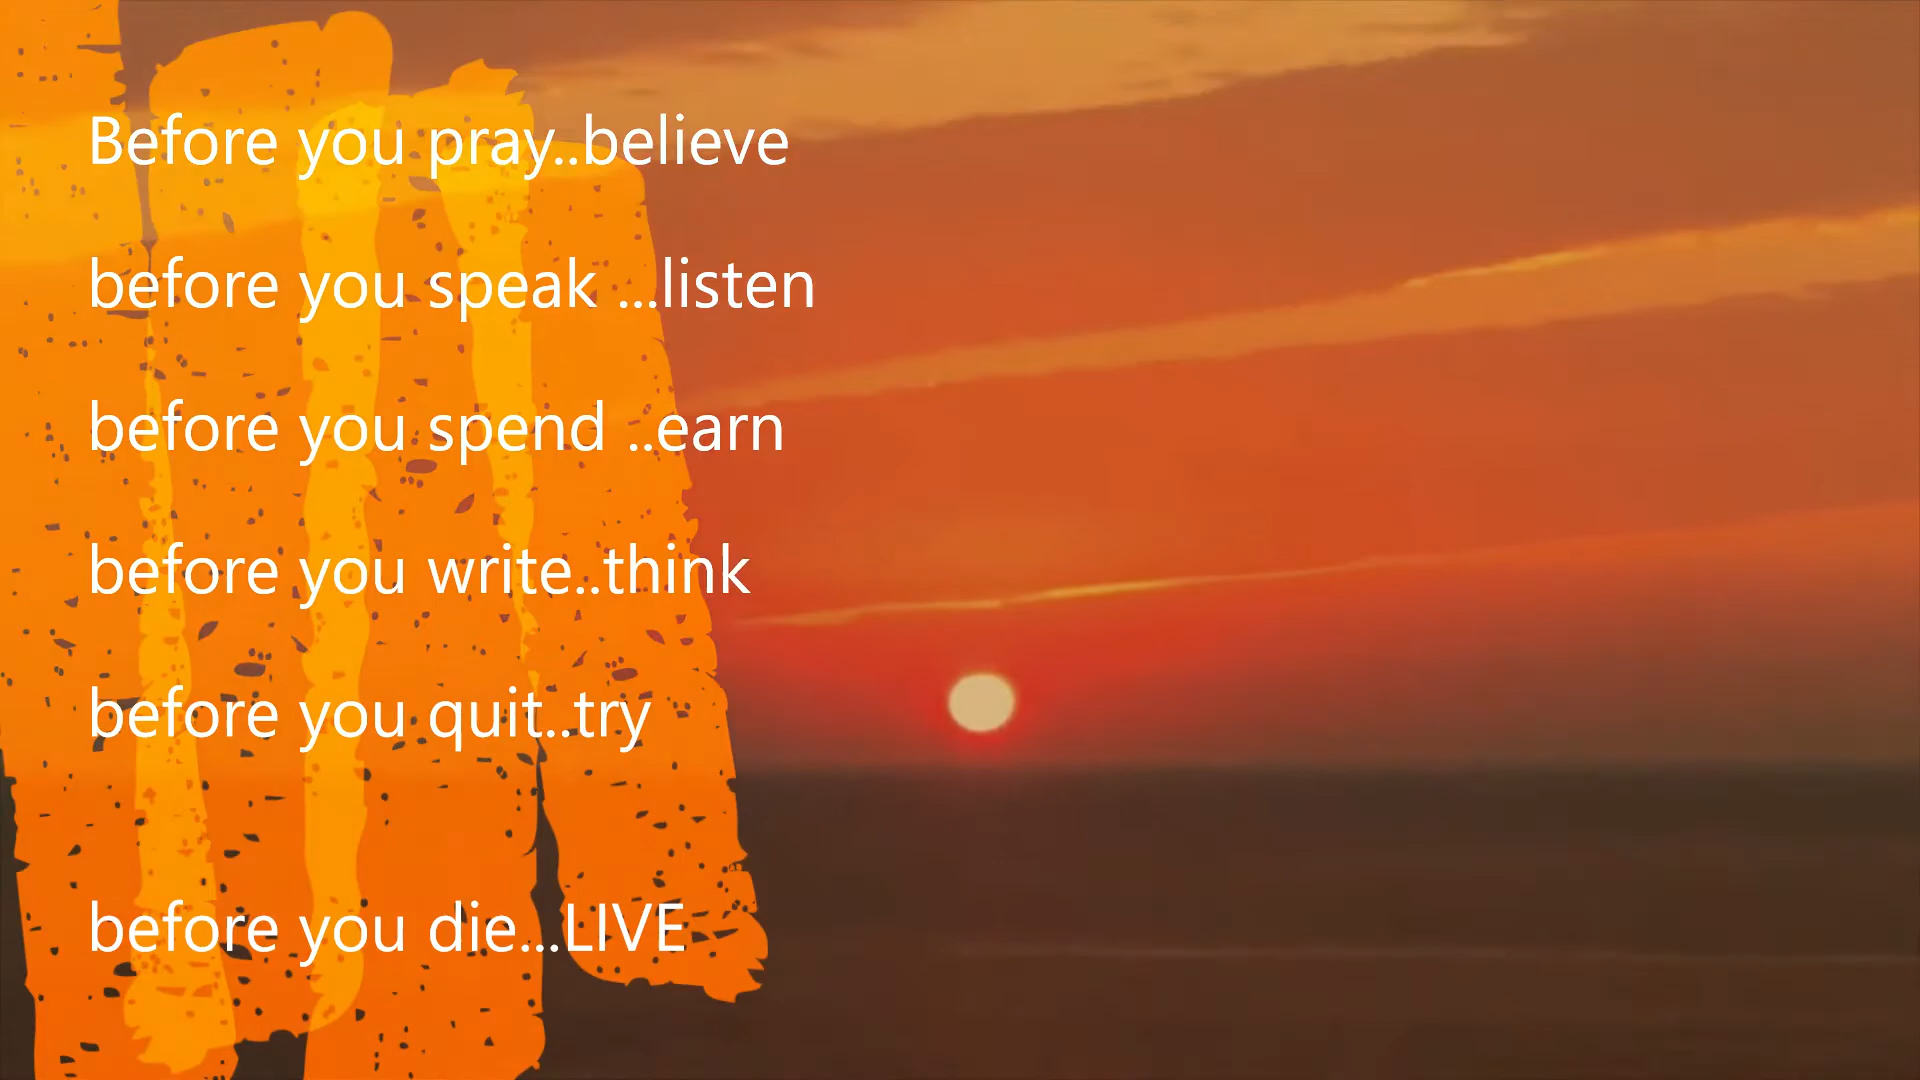 Before you pray..believe
before you speak ...listen
before you spend ..earn
before you write..think
before you quit..try
before you die...LIVE